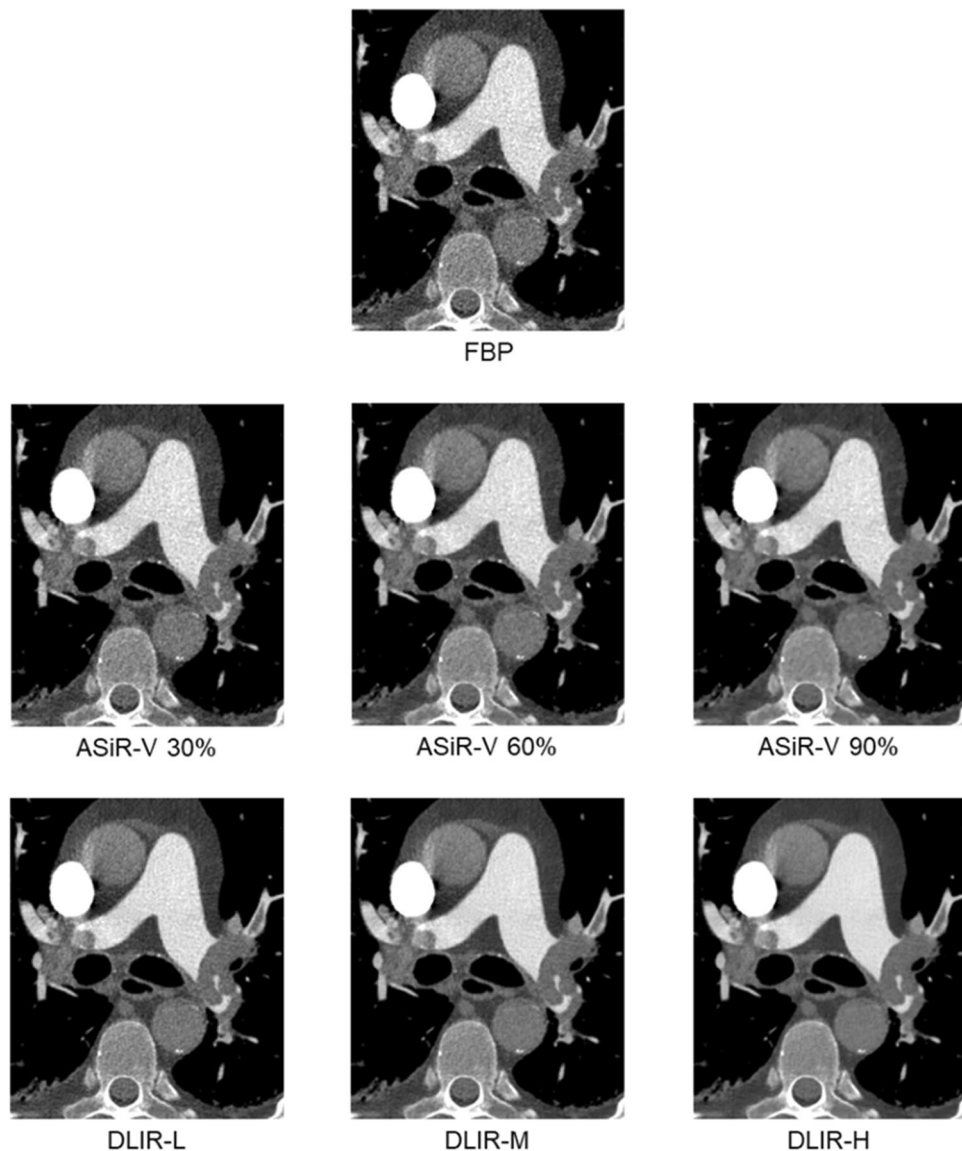 FBP
ASiR-V 30%
ASiR-V 60%
ASiR-V 90%
DLIR-L
DLIR-M
DLIR-H